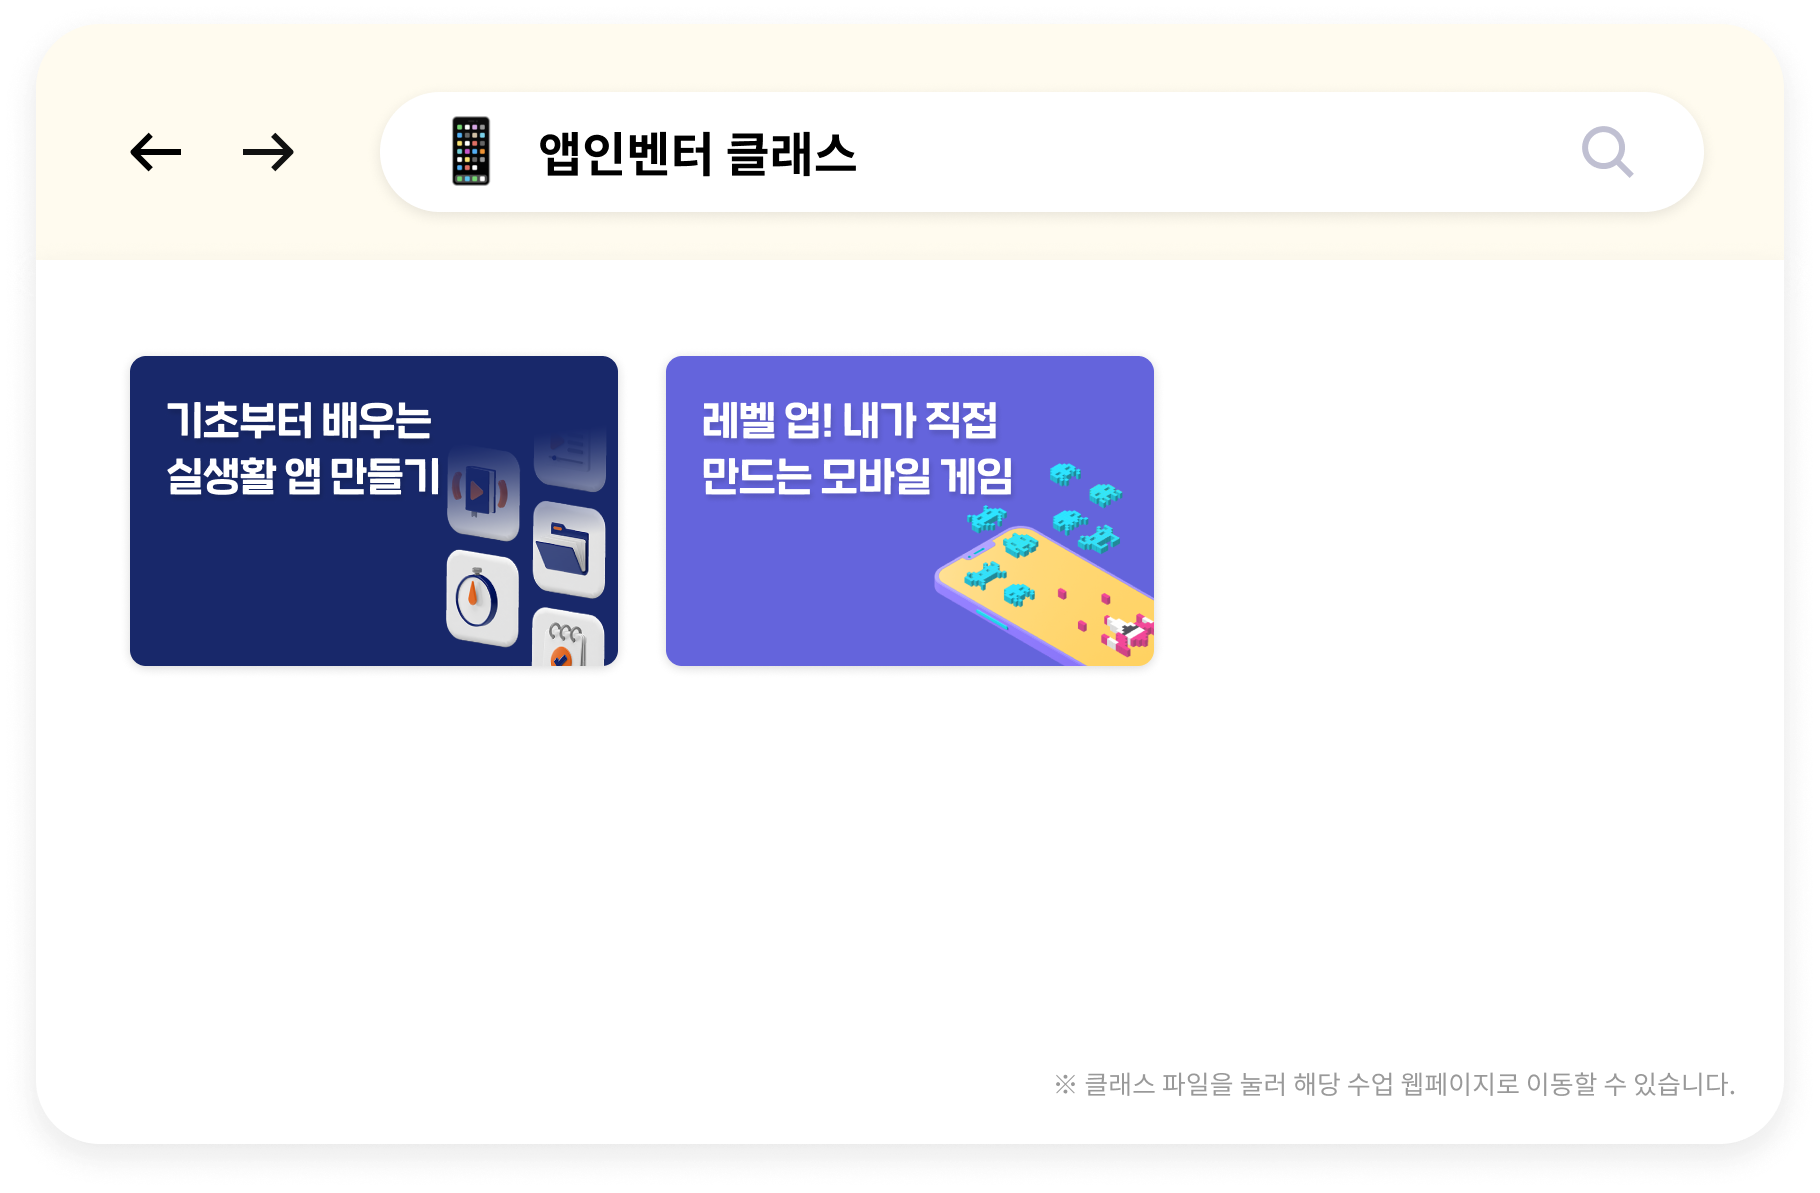 앱인벤터 클래스
기초부터 배우는
실생활 앱 만들기
레벨 업! 내가 직접
만드는 모바일 게임
※ 클래스 파일을 눌러 해당 수업 웹페이지로 이동할 수 있습니다.